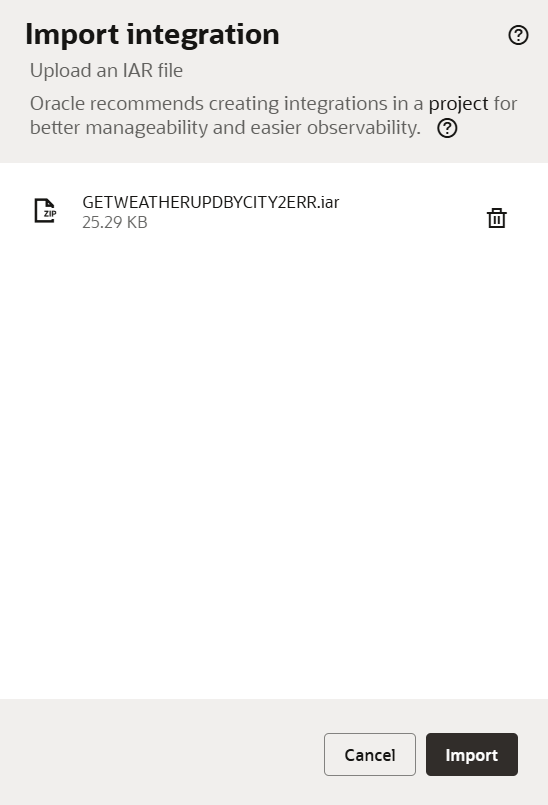 Import integration
Upload an IAR file
Oracle recommends creating integrations in a project for
better manageability and easier observability.
ZIP
GETWEATHERUPDBYCITY2ERR.iar
25.29 KB
Cancel
Import